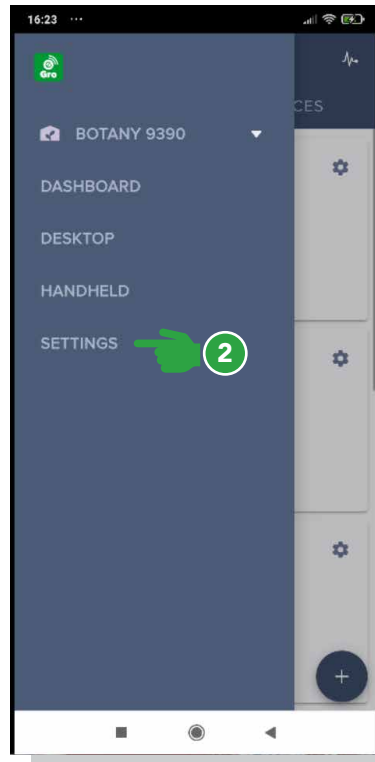 16:23 ...
Gro
CES
BOTANY 9390
DASHBOARD
DESKTOP
HANDHELD
SETTINGS
2